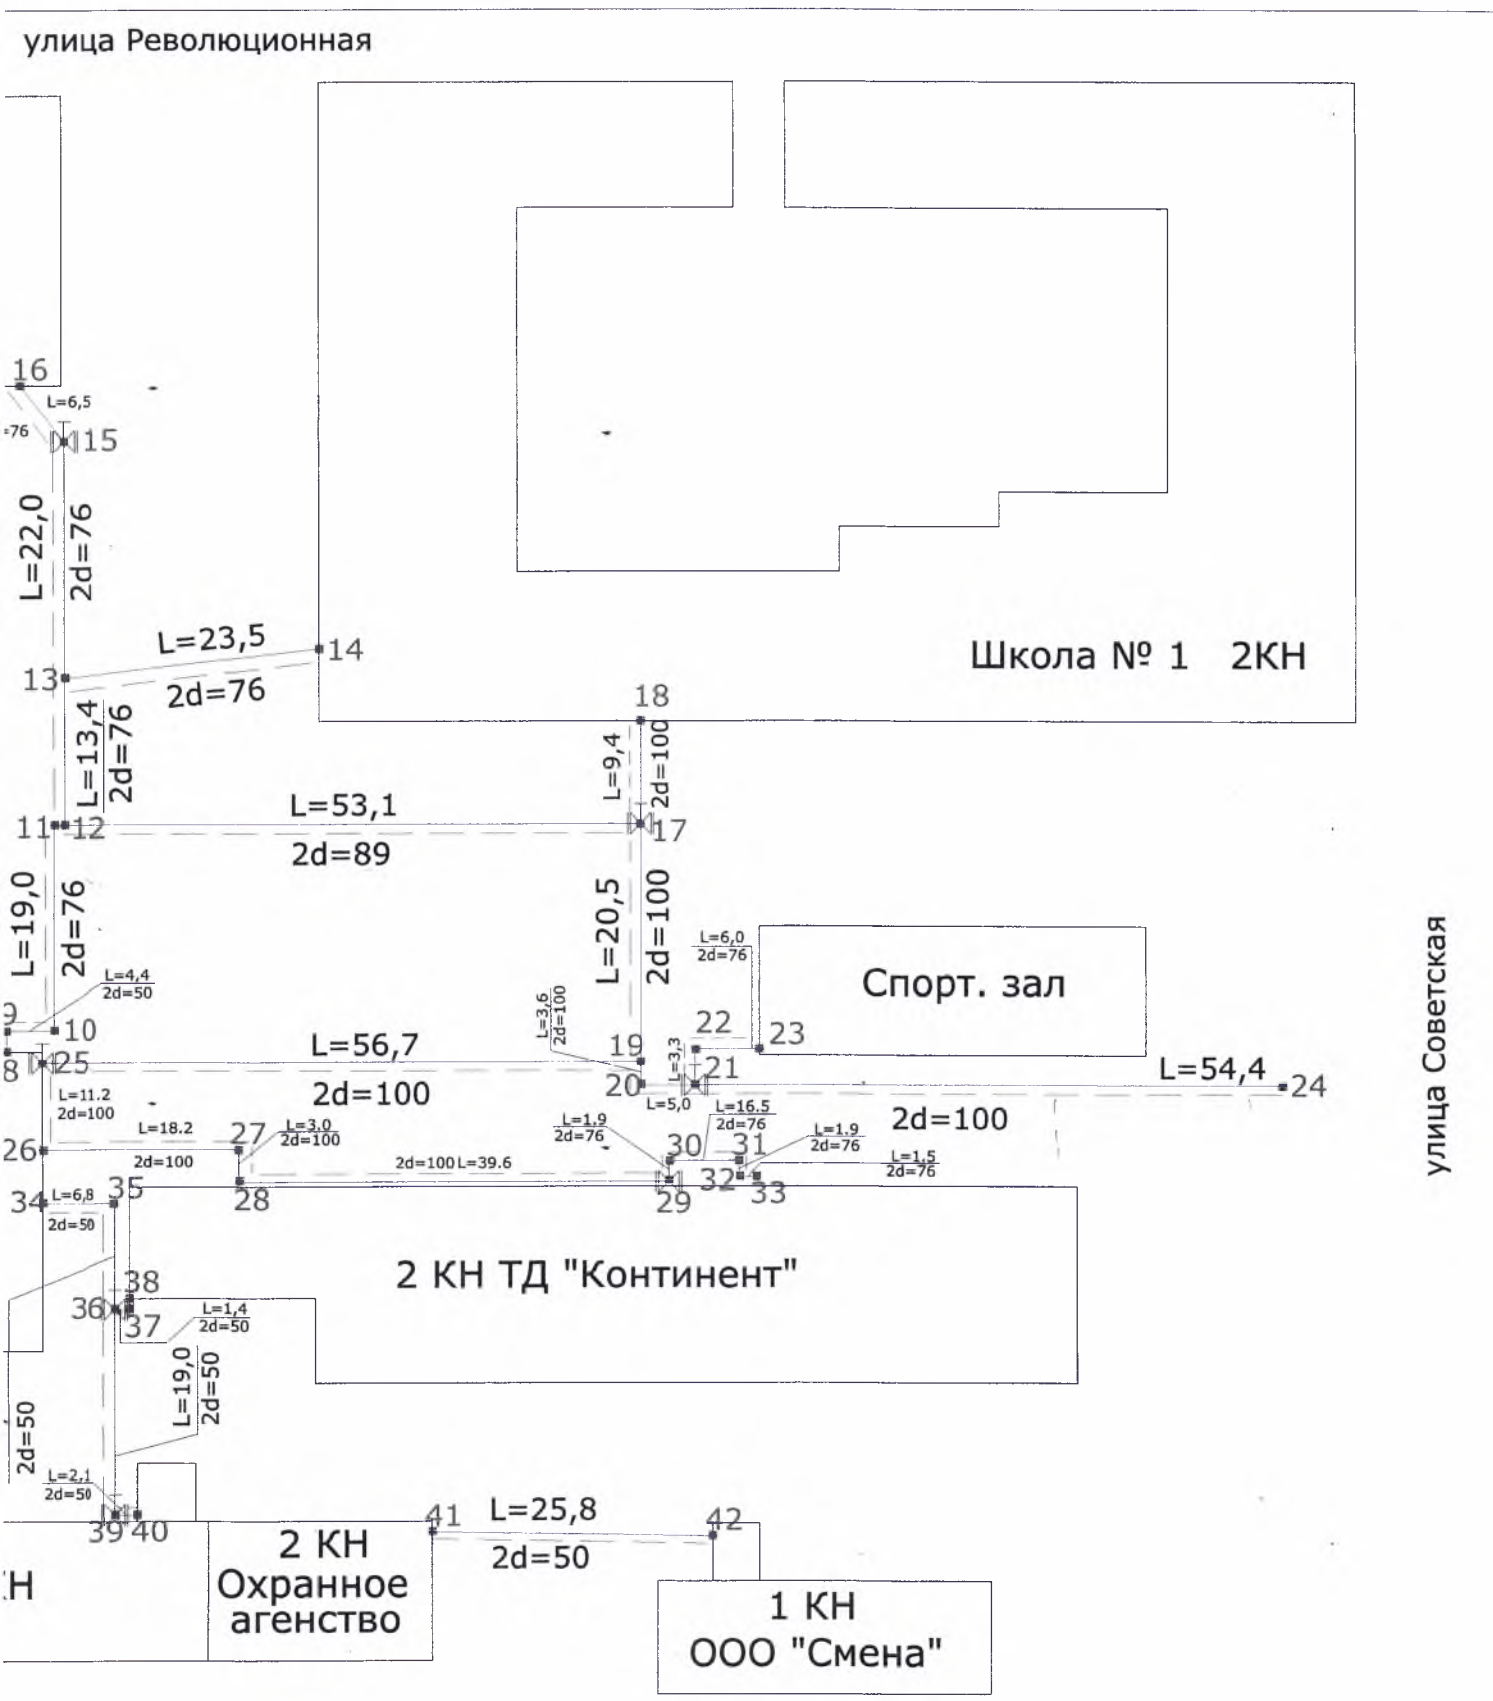 улица Революционная
16
L=6,5
=76
15
L=22,0
2d=76
L=23,5
14
13
2d=76
Школа № 1 2КН
18
L=13,4
2d=76
L=9,4
2d=100
L=53,1
11 12
17
2d=89
L=19,0
2d=76
L=20,5
2d=100
L=6,0
2d=76
Спорт. зал
улица Советская
L=4,4
2d=50
L=3,6
2d=100
9
10
22
23
L=56,7
19
L=3,3
8
25
20
21
L=54,4
24
2d=100
L=5,0
L=11.2
2d=100
L=16.5
2d=76
2d=100
L=18.2
27
L=3.0
2d=100
L=1.9
2d=76
30
31
L=1.9
2d=76
26
2d=100
2d=100 L=39.6
L=1.5
2d=76
32
33
34
L=6,8
35
28
29
2d=50
2 КН ТД "Континент"
38
36
37
L=1,4
2d=50
L=19,0
2d=50
2d=50
L=2,1
2d=50
39 40
41
L=25,8
42
2d=50
2 КН
Охранное
агенство
КН
1 КН
ООО "Смена"